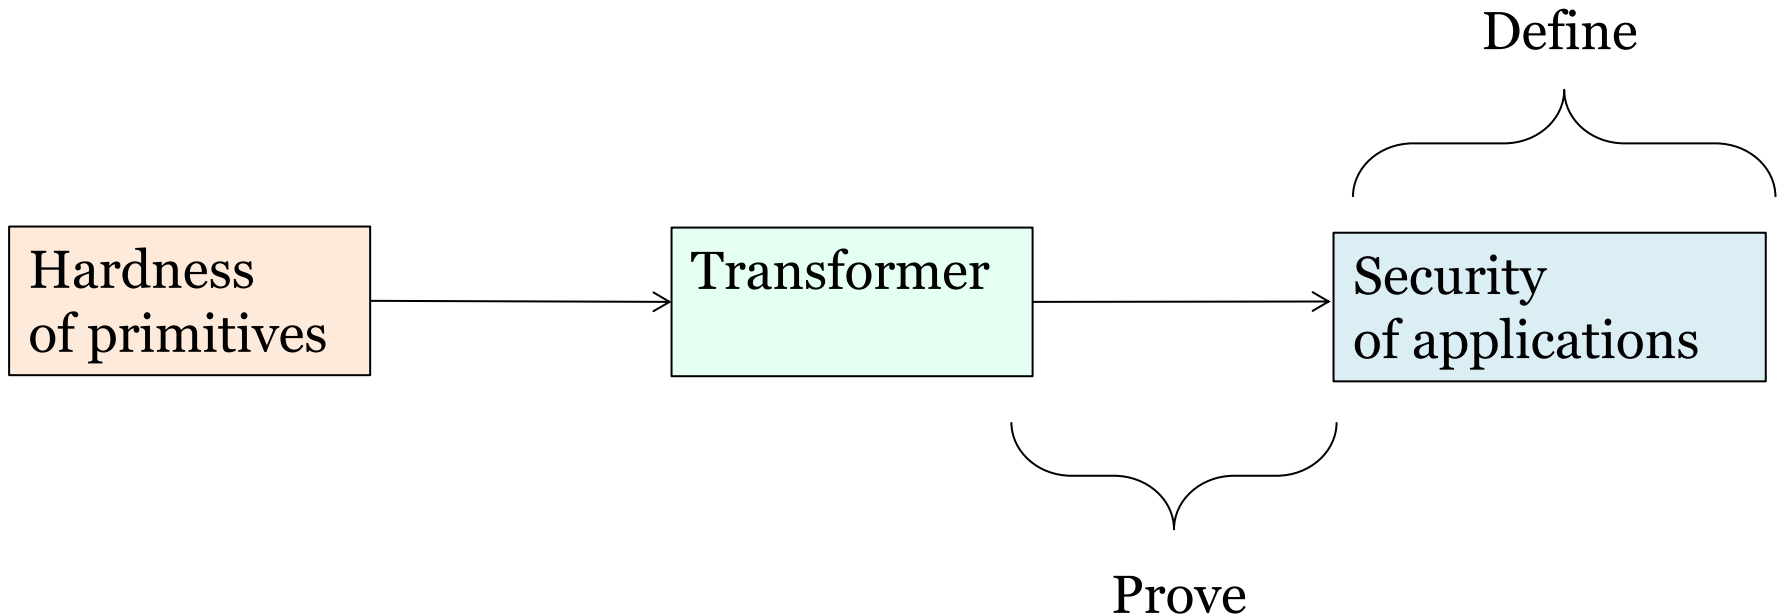 Define
Hardness
of primitives
Transformer
Security
of applications
Prove